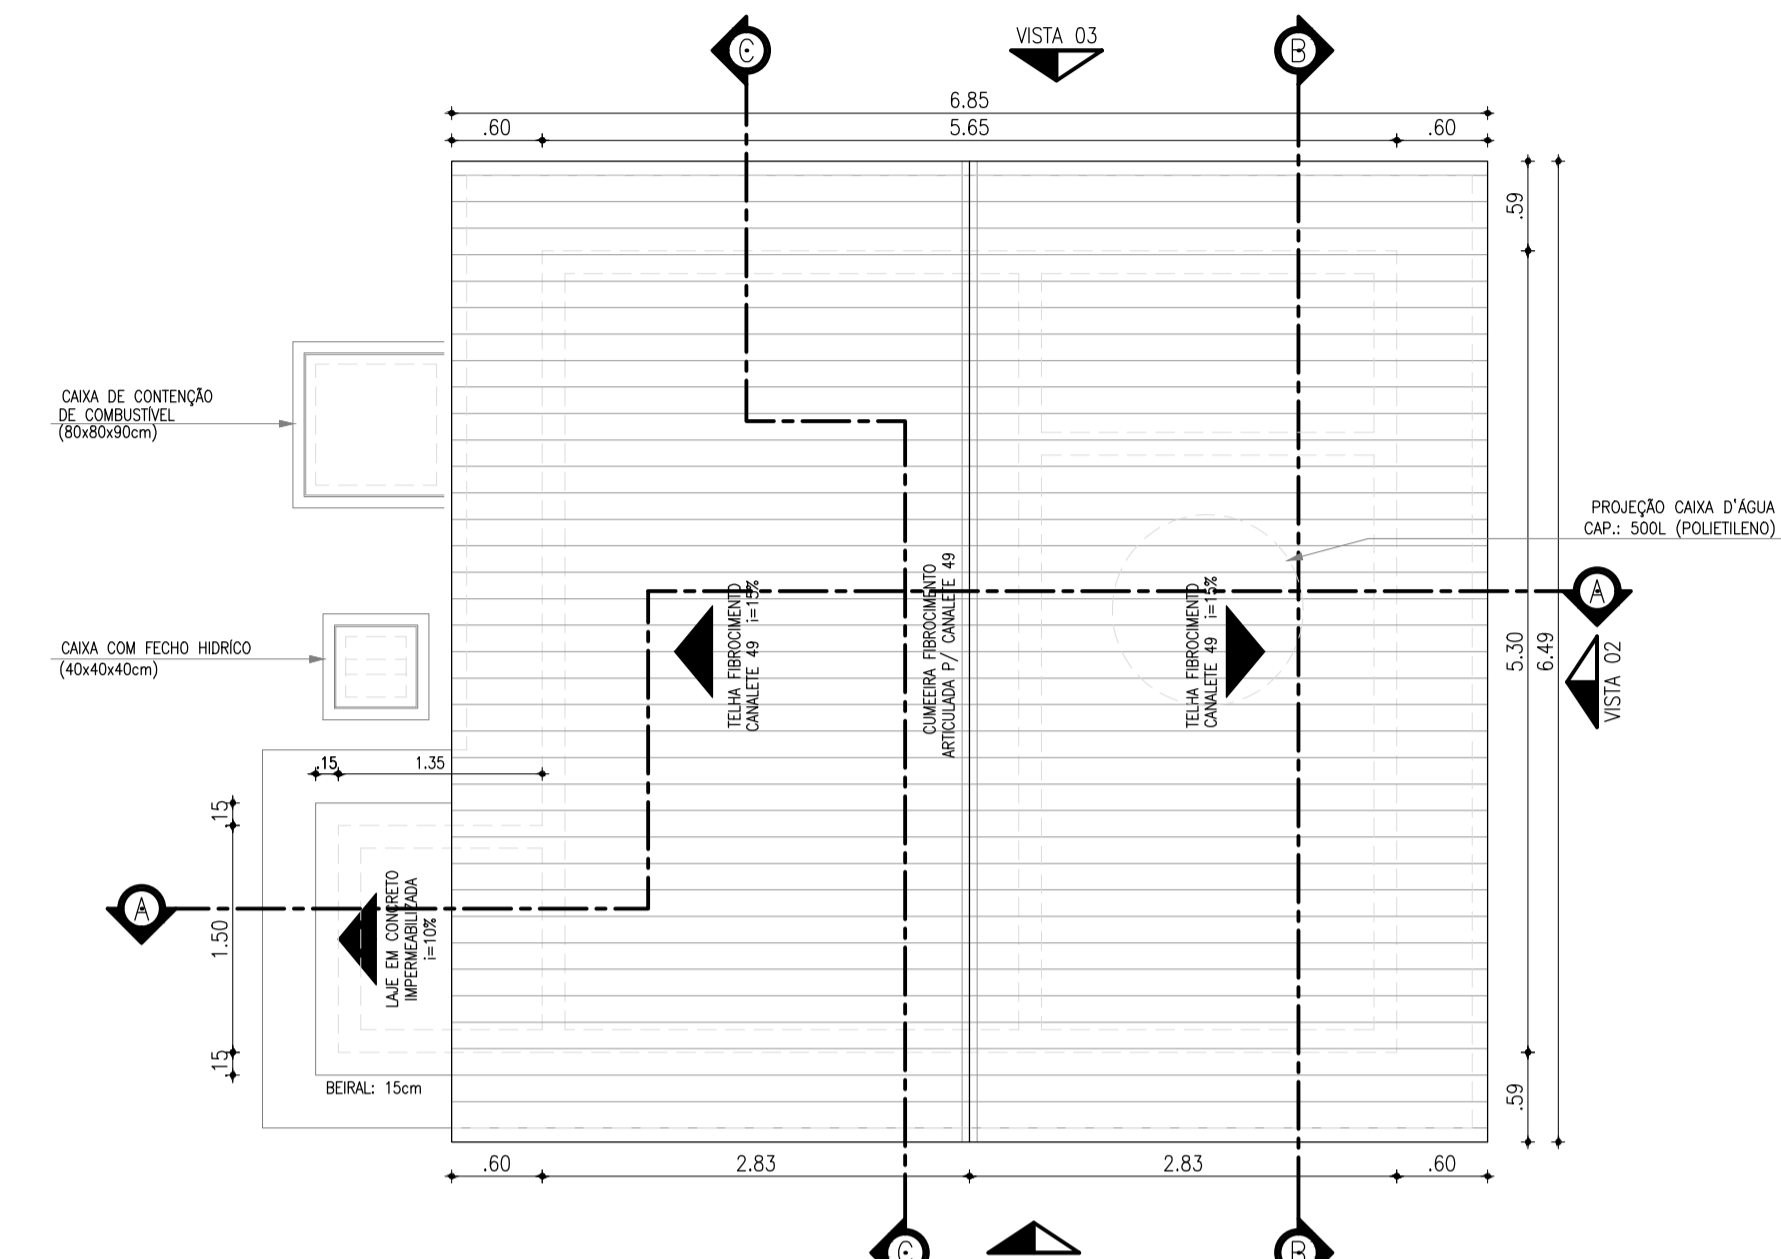 C
VISTA 03
B
6.85
.60
5.65
.60
.59
CAIXA DE CONTENÇÃO
DE COMBUSTÍVEL
(80x80x90cm)
PROJEÇÃO CAIXA D'ÁGUA
CAP.: 500L (POLIETILENO)
CAIXA COM FECHO HIDRÍCO
(40x40x40cm)
TELHA FIBROCIMENTO
CANALETE 49 i=15%
CUMEEIRA FIBROCIMENTO
ARTICULADA P/ CANALETE 49
TELHA FIBROCIMENTO
CANALETE 49 i=15%
A
5.30
6.49
VISTA 02
.15
1.35
.15
1.50
.15
A
LAJE EM CONCRETO
IMPERMEABILIZADA
i=10%
BEIRAL: 15cm
.59
.60
2.83
2.83
.60
C
B